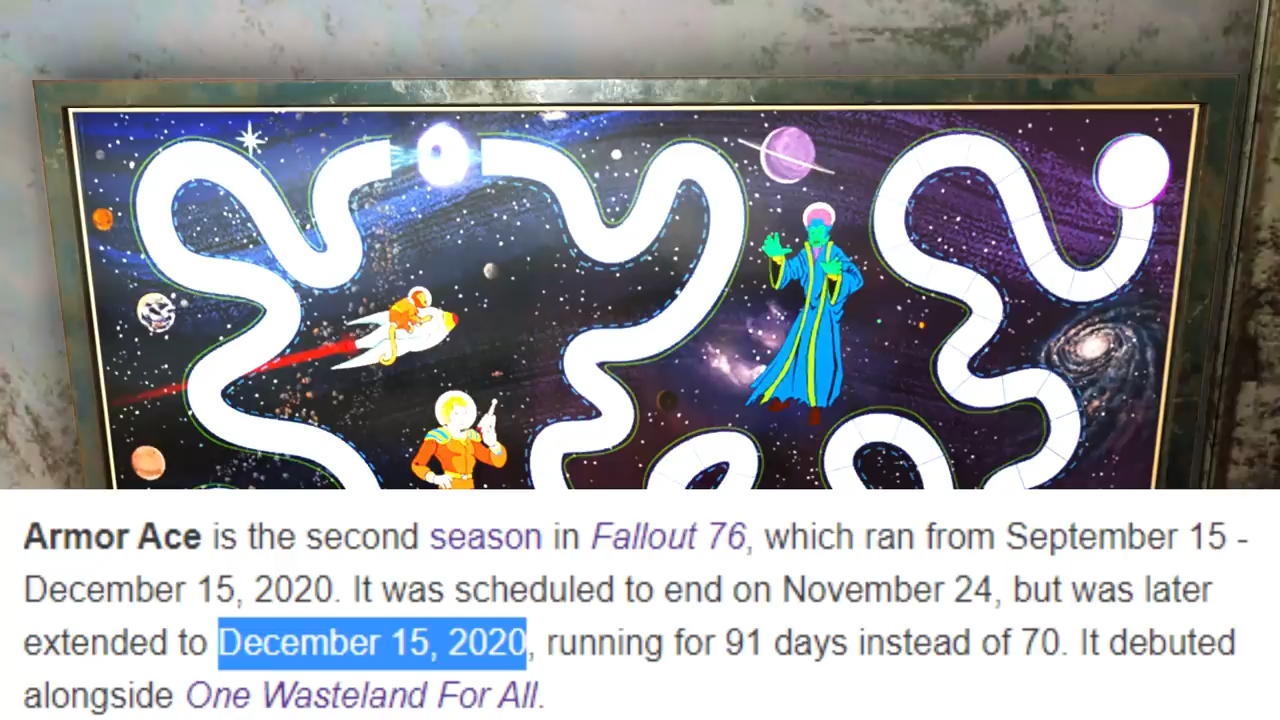 Armor Ace is the second season in Fallout 76, which ran from September 15 -
December 15, 2020. It was scheduled to end on November 24, but was later
extended to December 15, 2020, running for 91 days instead of 70. It debuted
alongside One Wasteland For All.